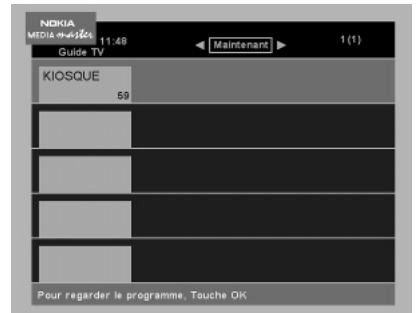 NOKIA
MEDIA master
11:48
Guide TV
Maintenant
1(1)
KIOSQUE
59
Pour regarder le programme, Touche OK